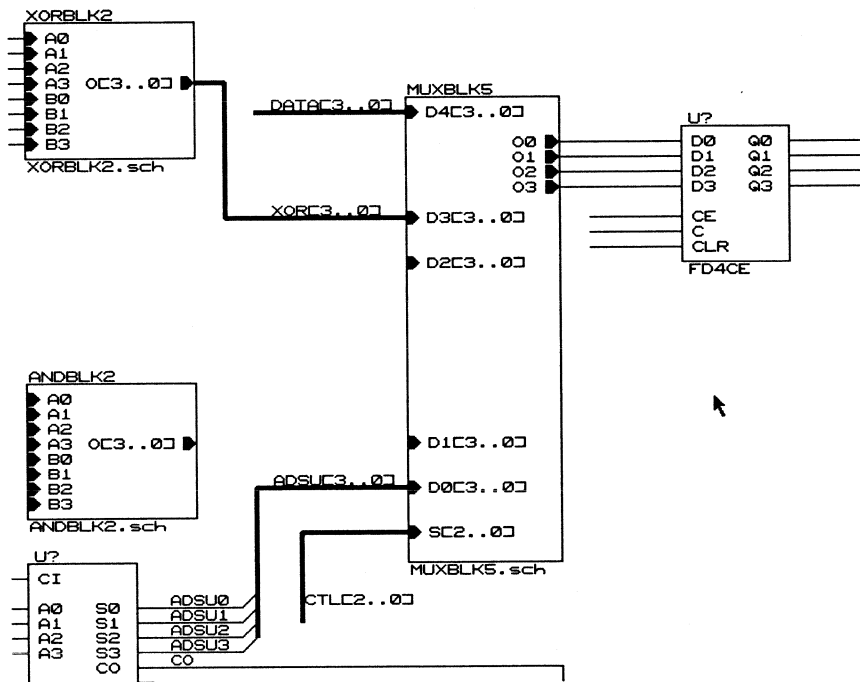 XORBLK2
A0
A1
A2
A3
B0
B1
B2
B3
O[3..0]
XORBLK2.sch
DATA[3..0]
XOR[3..0]
MUXBLK5
D4[3..0]
O0
O1
O2
O3
D3[3..0]
D2[3..0]
D1[3..0]
D0[3..0]
S[2..0]
MUXBLK5.sch
U?
D0 Q0
D1 Q1
D2 Q2
D3 Q3
CE
C
CLR
FD4CE
ANDBLK2
A0
A1
A2
A3
B0
B1
B2
B3
O[3..0]
ANDBLK2.sch
ADSU[3..0]
CTL[2..0]
U?
CI
A0 S0
A1 S1
A2 S2
A3 S3
CO
ADSU0
ADSU1
ADSU2
ADSU3
CO